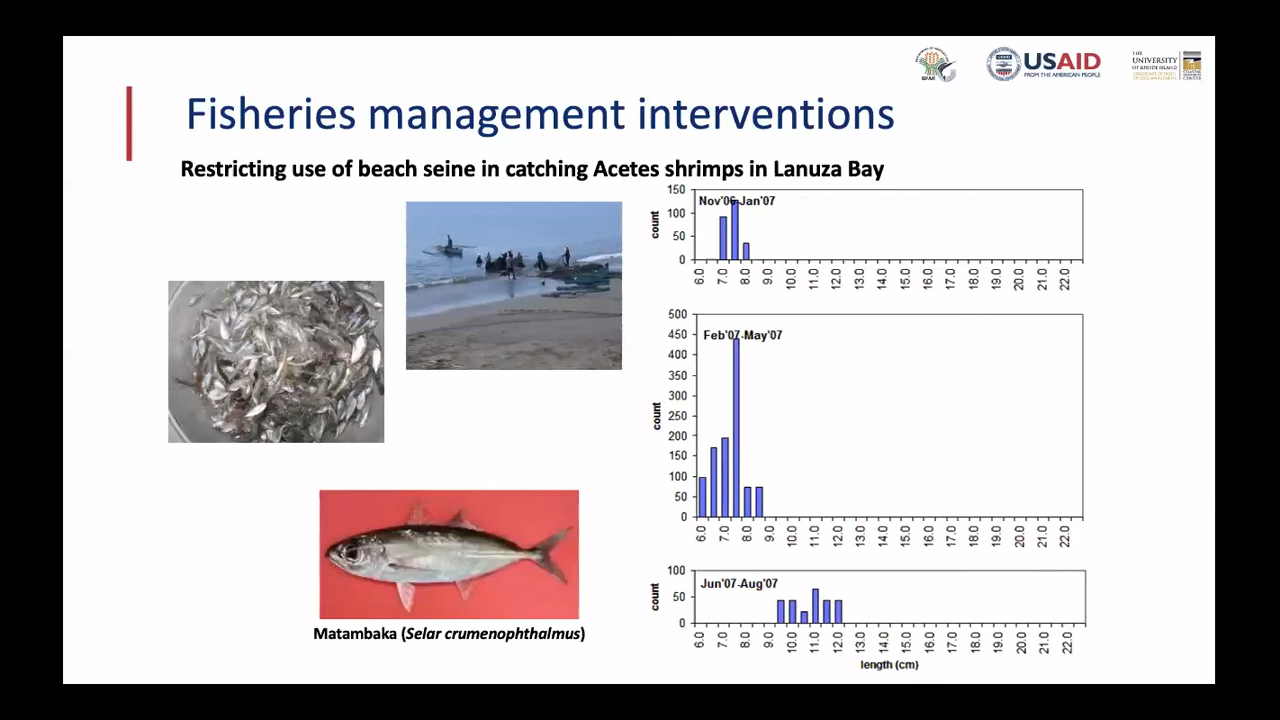 BFAR
USAID
FROM THE AMERICAN PEOPLE
THE
UNIVERSITY
OF RHODE ISLAND
GRADUATE SCHOOL
OF OCEANOGRAPHY
COASTAL
RESOURCES
CENTER
Fisheries management interventions
Restricting use of beach seine in catching Acetes shrimps in Lanuza Bay
Nov'06-Jan'07
count
150
100
50
0
6.0 7.0 8.0 9.0 10.0 11.0 12.0 13.0 14.0 15.0 16.0 17.0 18.0 19.0 20.0 21.0 22.0
Feb'07-May'07
count
500
450
400
350
300
250
200
150
100
50
0
6.0 7.0 8.0 9.0 10.0 11.0 12.0 13.0 14.0 15.0 16.0 17.0 18.0 19.0 20.0 21.0 22.0
Jun'07-Aug'07
count
100
50
0
6.0 7.0 8.0 9.0 10.0 11.0 12.0 13.0 14.0 15.0 16.0 17.0 18.0 19.0 20.0 21.0 22.0
length (cm)
Matambaka (Selar crumenophthalmus)